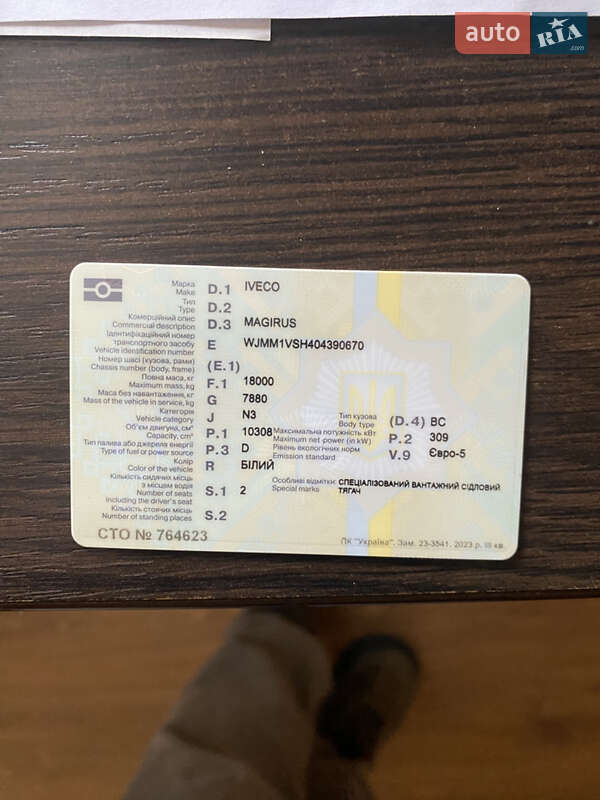 auto RIA.com
Марка
Make D.1 IVECO
Тип
Type D.2
Комерційний опис
Commercial description D.3 MAGIRUS
Ідентифікаційний номер
транспортного засобу
Vehicle identification number E WJMM1VSH404390670
Номер шасі (кузова, рами)
Chassis number (body, frame) (E.1)
Повна маса, кг
Maximum mass, kg F.1 18000
Маса без навантаження, кг
Mass of the vehicle in service, kg G 7880
Категорія
Vehicle category J N3 Тип кузова
Body type (D.4) BC
Об'єм двигуна, см³
Capacity, cm³ P.1 10308 Максимальна потужність кВт
Maximum net power (in kW) P.2 309
Тип палива або джерела енергії
Type of fuel or power source P.3 D Рівень екологічних норм
Emission standard V.9 Євро-5
Колір
Color of the vehicle R БІЛИЙ
Кількість сидячих місць
з місцем водія
Number of seats
including the driver's seat S.1 2 Особливі відмітки: СПЕЦІАЛІЗОВАНИЙ ВАНТАЖНИЙ СІДЛОВИЙ
Special marks ТЯГАЧ
Кількість стоячих місць
Number of standing places S.2
СТО № 764623
ПК "Україна". Зам. 23-3541. 2023 р. III кв.